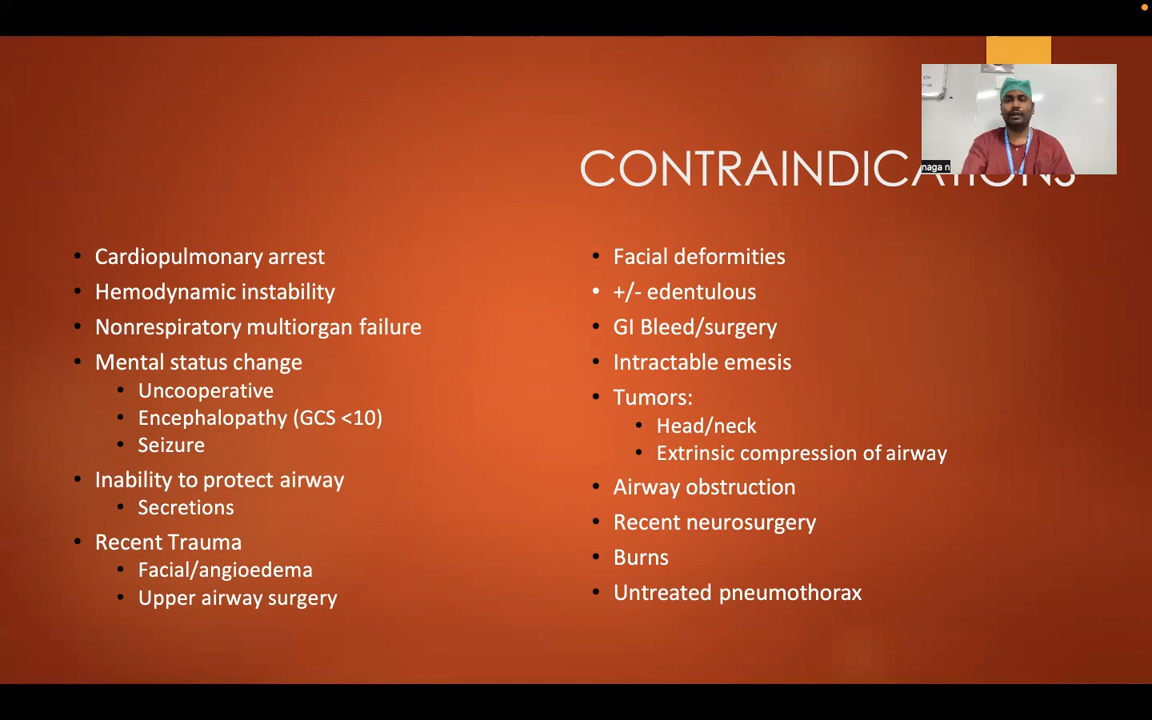 CONTRAINDICATIONS
naga n
Cardiopulmonary arrest
Hemodynamic instability
Nonrespiratory multiorgan failure
Mental status change
Uncooperative
Encephalopathy (GCS <10)
Seizure
Inability to protect airway
Secretions
Recent Trauma
Facial/angioedema
Upper airway surgery
Facial deformities
+/- edentulous
GI Bleed/surgery
Intractable emesis
Tumors:
Head/neck
Extrinsic compression of airway
Airway obstruction
Recent neurosurgery
Burns
Untreated pneumothorax